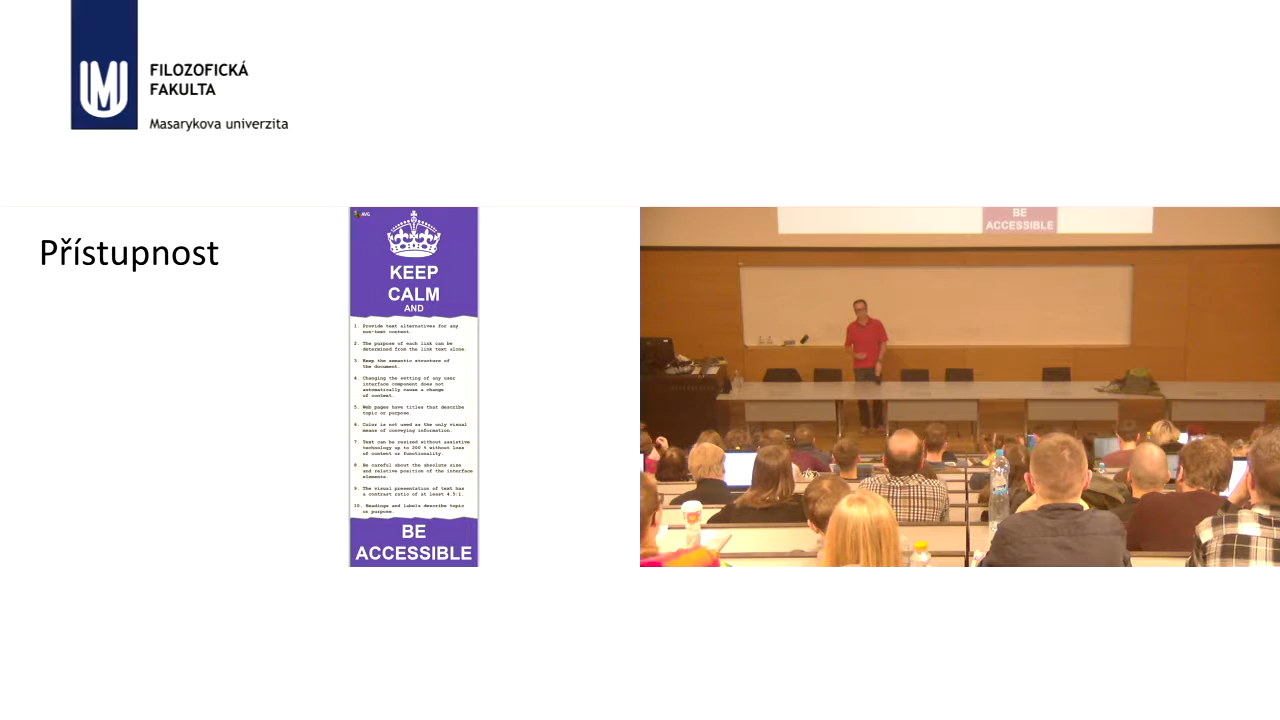 FILOZOFICKÁ
FAKULTA
Masarykova univerzita
Přístupnost
AVG
KEEP
CALM
AND
1. Provide text alternatives for any
non-text content.
2. The purpose of each link can be
determined from the link text alone.
3. Keep the semantic structure of
the document.
4. Changing the setting of any user
interface component does not
automatically cause a change
of context.
5. Web pages have titles that describe
topic or purpose.
6. Color is not used as the only visual
means of conveying information.
7. Text can be resized without assistive
technology up to 200 % without loss
of content or functionality.
8. Be careful about the absolute size
and relative position of the interface
elements.
9. The visual presentation of text has
a contrast ratio of at least 4.5:1.
10. Headings and labels describe topic
or purpose.
BE
ACCESSIBLE
BE
ACCESSIBLE